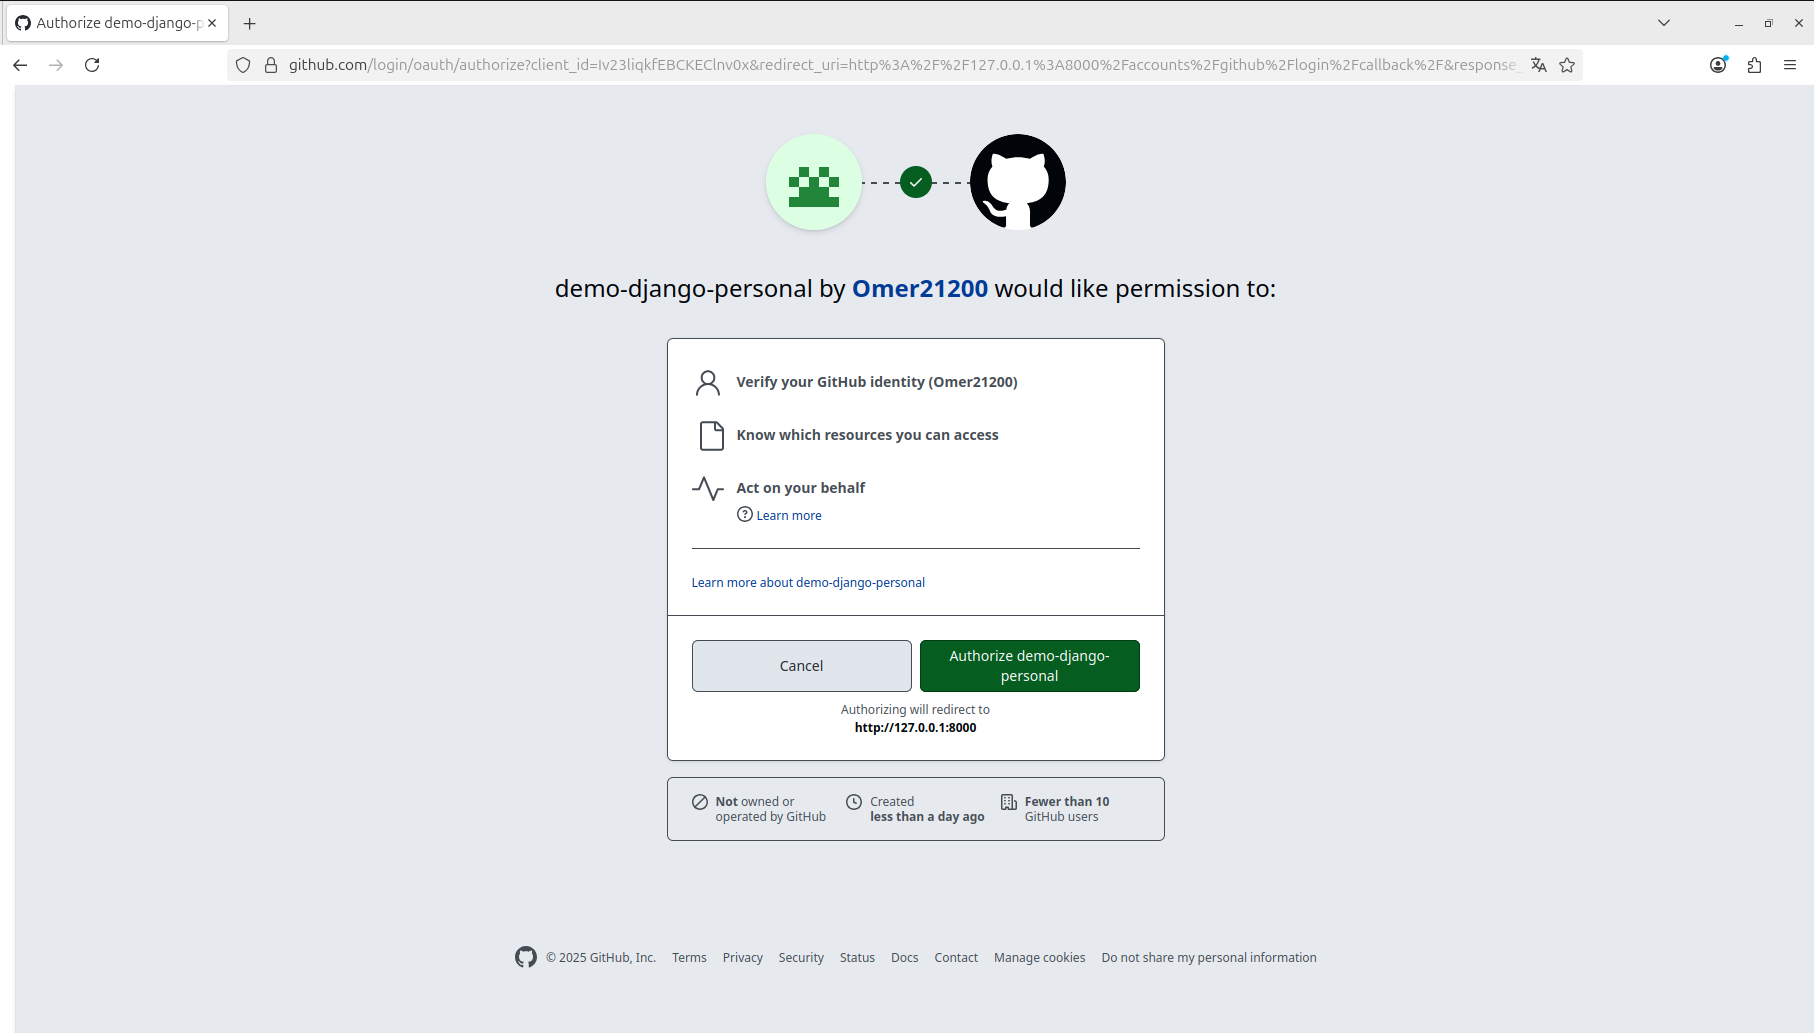 Authorize demo-django-p
github.com/login/oauth/authorize?client_id=Iv23liqkfEBCKEClnv0x&redirect_uri=http%3A%2F%2F127.0.0.1%3A8000%2Faccounts%2Fgithub%2Flogin%2Fcallback%2F&response_
demo-django-personal by Omer21200 would like permission to:
Verify your GitHub identity (Omer21200)
Know which resources you can access
Act on your behalf
Learn more
Learn more about demo-django-personal
Cancel
Authorize demo-django-
personal
Authorizing will redirect to
http://127.0.0.1:8000
Not owned or
operated by GitHub
Created
less than a day ago
Fewer than 10
GitHub users
© 2025 GitHub, Inc. Terms Privacy Security Status Docs Contact Manage cookies Do not share my personal information